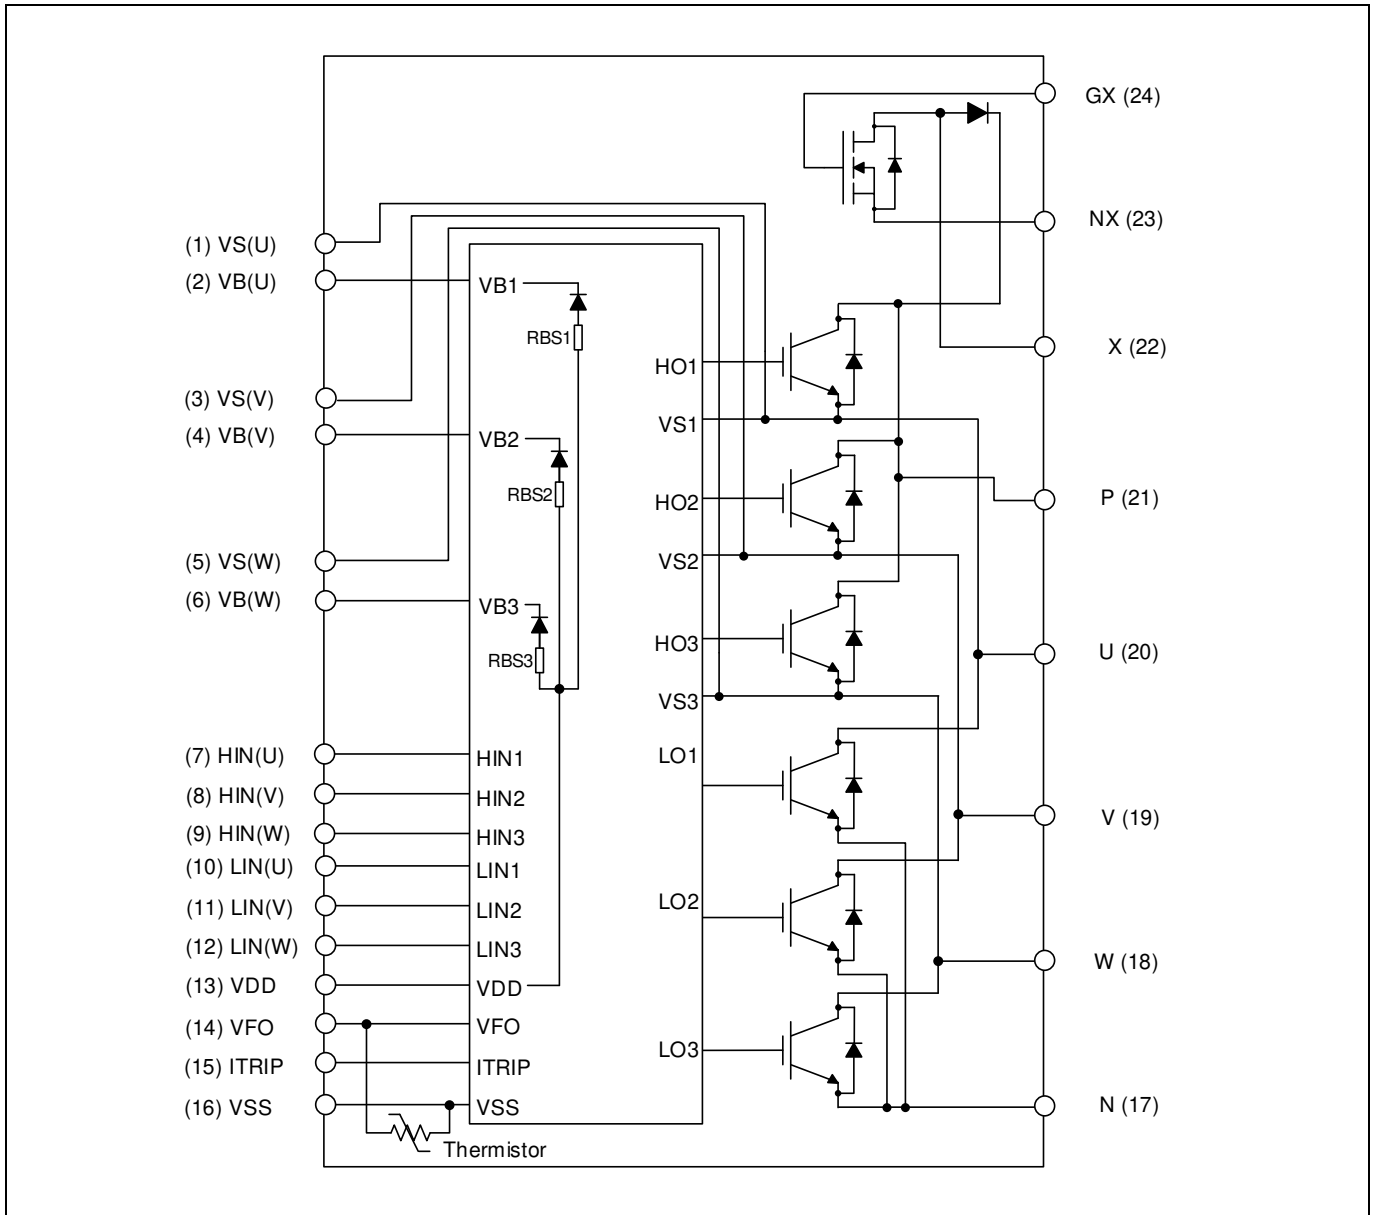 GX (24)
NX (23)
(1) VS(U)
(2) VB(U)
VB1
RBS1
X (22)
HO1
(3) VS(V)
VS1
(4) VB(V)
VB2
RBS2
HO2
P (21)
(5) VS(W)
VS2
(6) VB(W)
VB3
HO3
RBS3
U (20)
VS3
(7) HIN(U)
HIN1
LO1
(8) HIN(V)
HIN2
V (19)
(9) HIN(W)
HIN3
(10) LIN(U)
LIN1
(11) LIN(V)
LIN2
LO2
(12) LIN(W)
LIN3
W (18)
(13) VDD
VDD
(14) VFO
VFO
LO3
(15) ITRIP
ITRIP
(16) VSS
VSS
N (17)
Thermistor